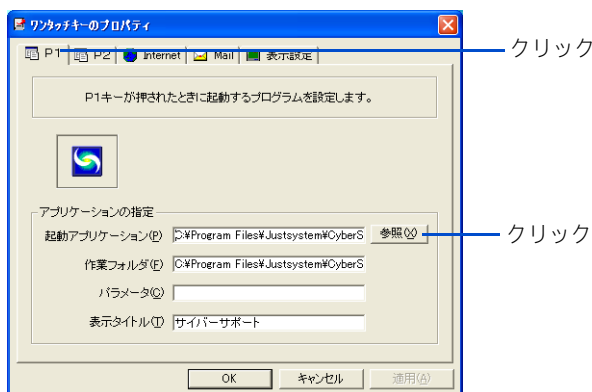 ワンタッチキーのプロパティ
P1 P2 Internet Mail 表示設定
クリック
P1キーが押されたときに起動するプログラムを設定します。
アプリケーションの指定
起動アプリケーション(P) C:¥Program Files¥Justsystem¥CyberS 参照(X)
クリック
作業フォルダ(F) C:¥Program Files¥Justsystem¥CyberS
パラメータ(C)
表示タイトル(T) サイバーサポート
OK キャンセル 適用(A)